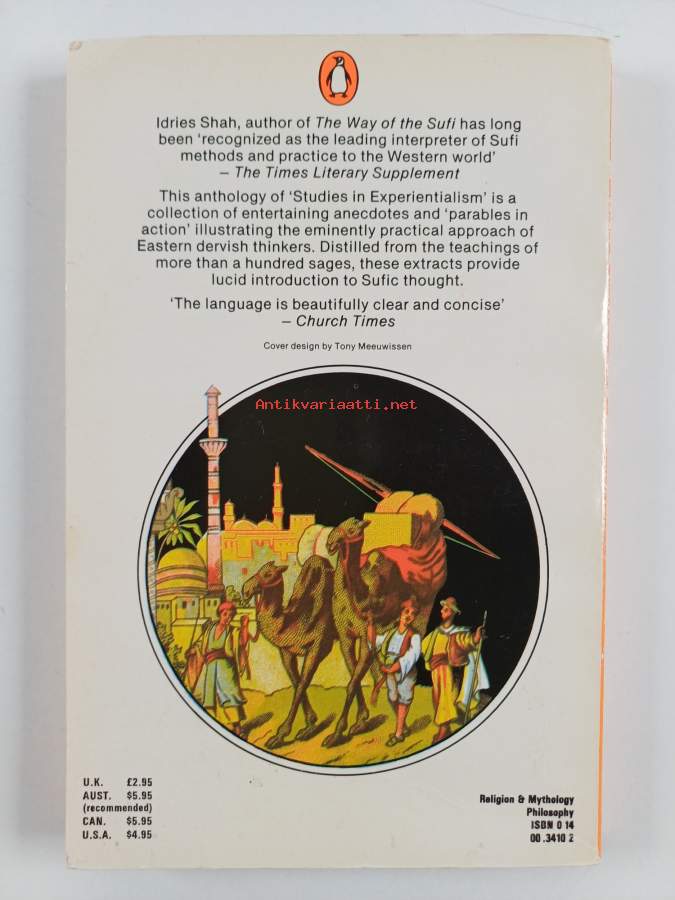 Idries Shah, author of The Way of the Sufi has long
been ‘recognized as the leading interpreter of Sufi
methods and practice to the Western world’
– The Times Literary Supplement
This anthology of ‘Studies in Experientialism’ is a
collection of entertaining anecdotes and ‘parables in
action’ illustrating the eminently practical approach of
Eastern dervish thinkers. Distilled from the teachings of
more than a hundred sages, these extracts provide
lucid introduction to Sufic thought.
‘The language is beautifully clear and concise’
– Church Times
Cover design by Tony Meeuwissen
Antikvariaatti.net
U.K. £2.95
AUST. $5.95
(recommended)
CAN. $5.95
U.S.A. $4.95
Religion & Mythology
Philosophy
ISBN 0 14
00 .3410 2